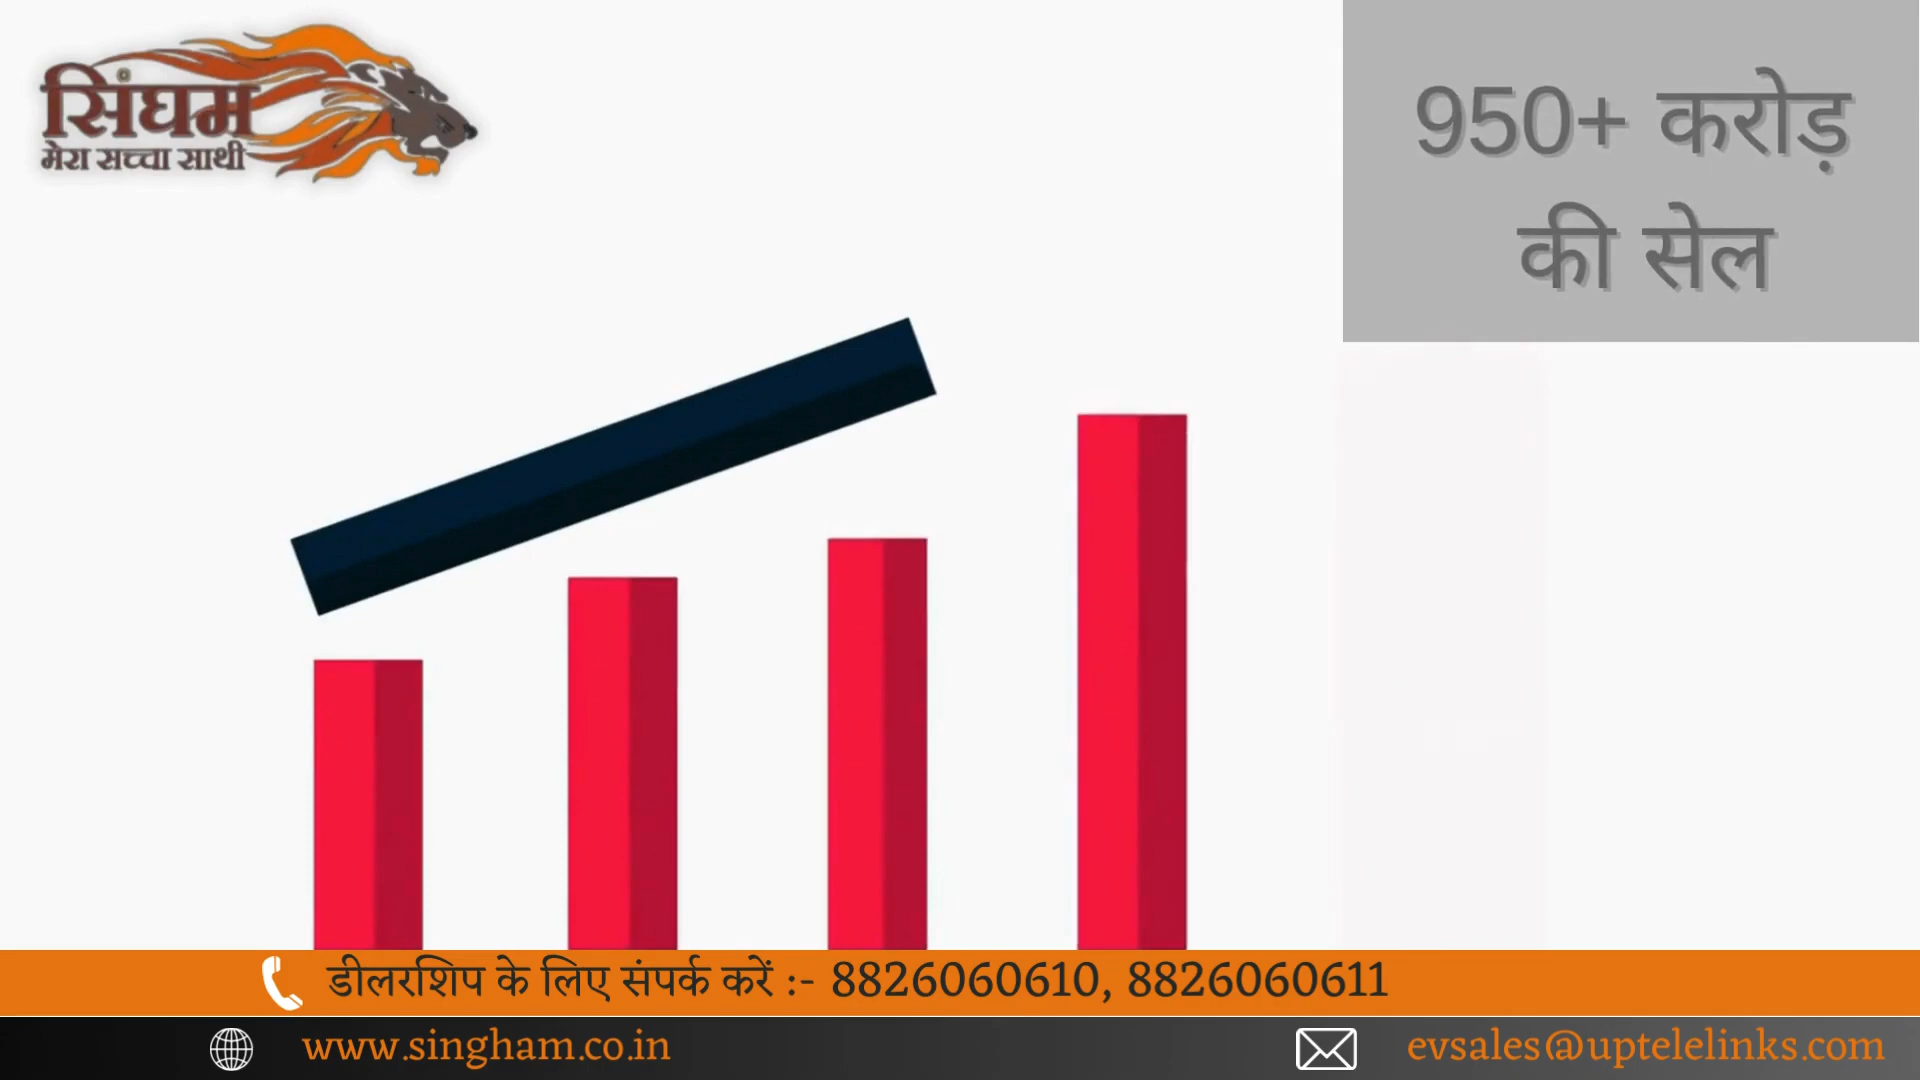 सिंघम
मेरा सच्चा साथी
950+ करोड़
की सेल
डीलरशिप के लिए संपर्क करें :- 8826060610, 8826060611
www.singham.co.in
evsales@uptelelinks.com